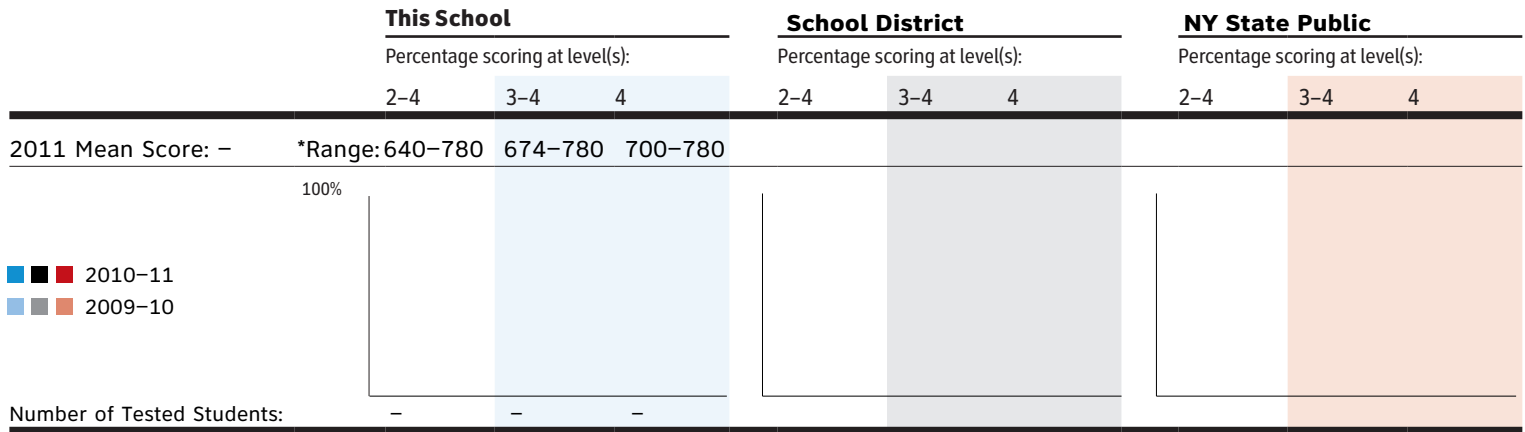 This School School District NY State Public
Percentage scoring at level(s): Percentage scoring at level(s): Percentage scoring at level(s):
2–4 3–4 4 2–4 3–4 4 2–4 3–4 4
2011 Mean Score: – *Range: 640–780 674–780 700–780
100%
2010–11
2009–10
Number of Tested Students: – – –